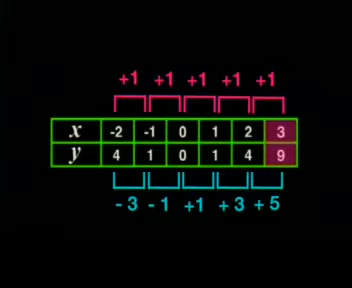 +1 +1 +1 +1 +1
x -2 -1 0 1 2 3
y 4 1 0 1 4 9
- 3 - 1 +1 + 3 + 5